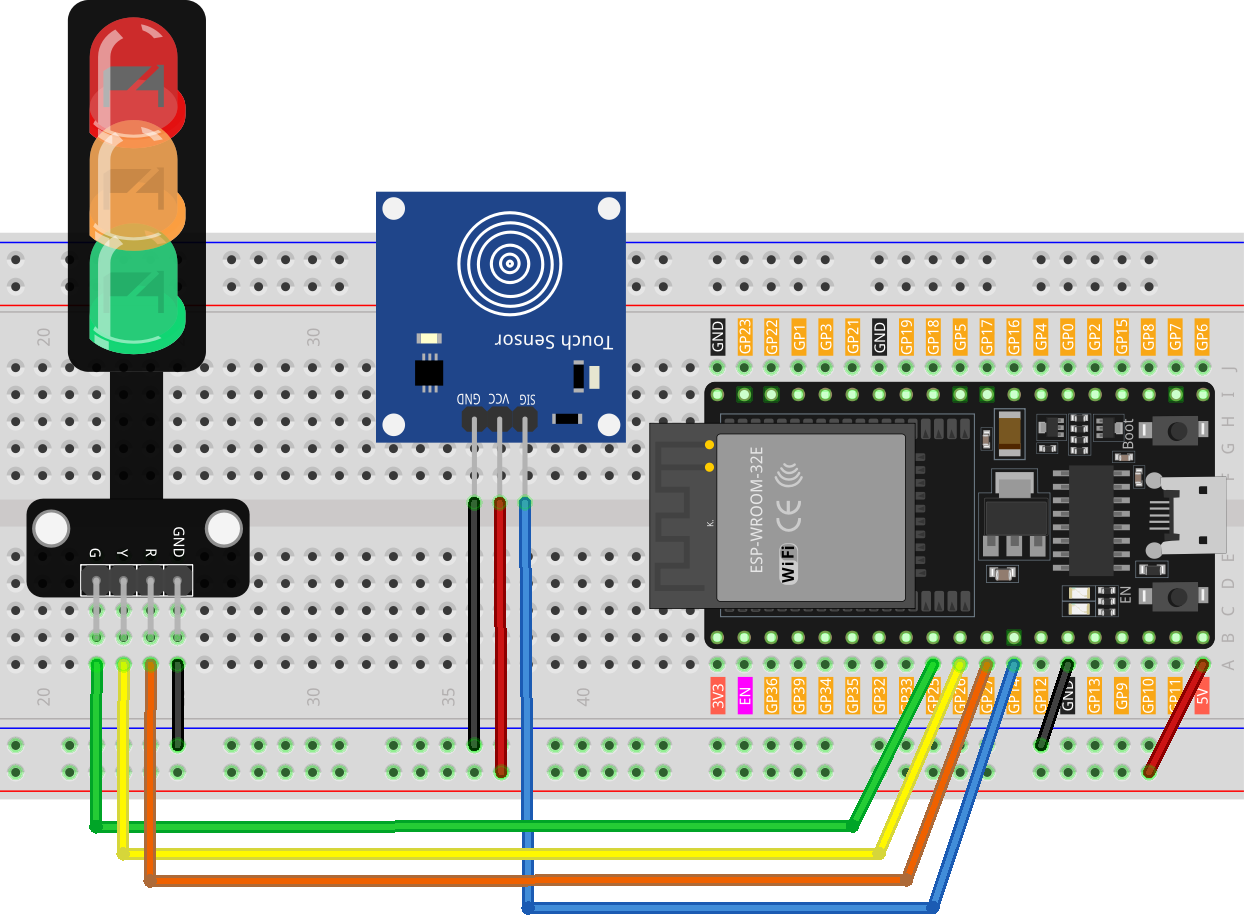 20
30
GND
GP23
GP22
GP1
GP3
GP21
GND
GP19
GP18
GP5
GP17
GP16
GP4
GP0
GP2
GP15
GP8
GP7
GP6
J
I
H
G
F
Touch Sensor
GND
VCC
SIG
Boot
ESP-WROOM-32E
CE
WiFi
K.
EN
G
Y
R
GND
E
D
C
B
A
20
30
35
40
3V3
EN
GP36
GP39
GP34
GP35
GP32
GP33
GP25
GP26
GP27
GP12
GND
GP13
GP9
GP10
GP11
5V